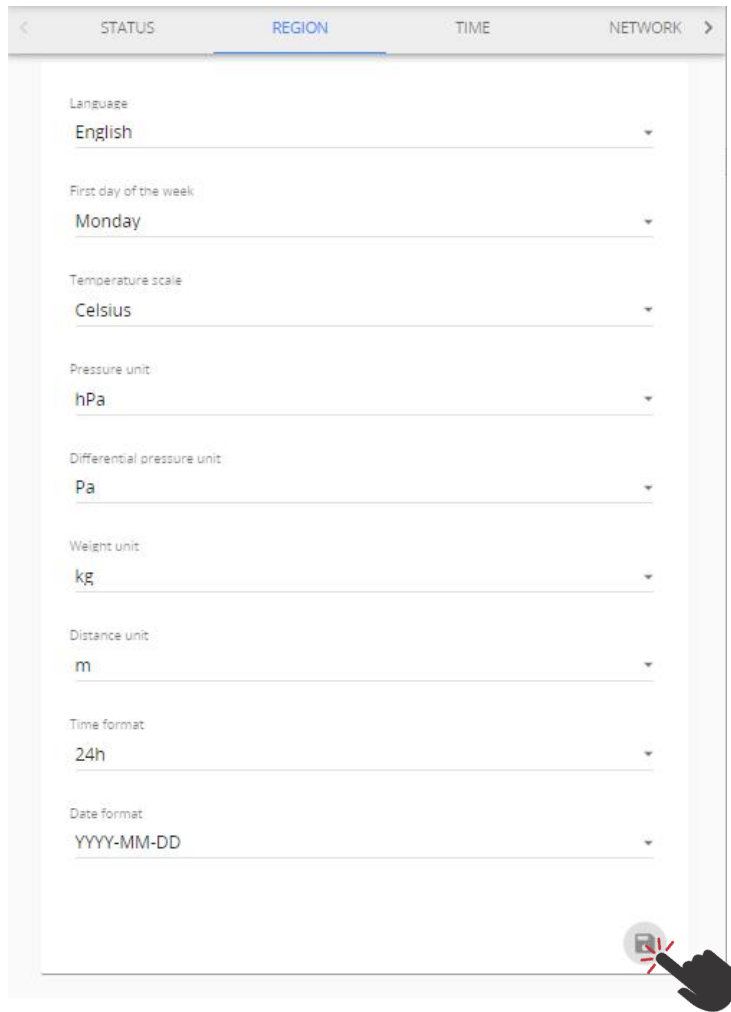 STATUS REGION TIME NETWORK
Language
English
First day of the week
Monday
Temperature scale
Celsius
Pressure unit
hPa
Differential pressure unit
Pa
Weight unit
kg
Distance unit
m
Time format
24h
Date format
YYYY-MM-DD